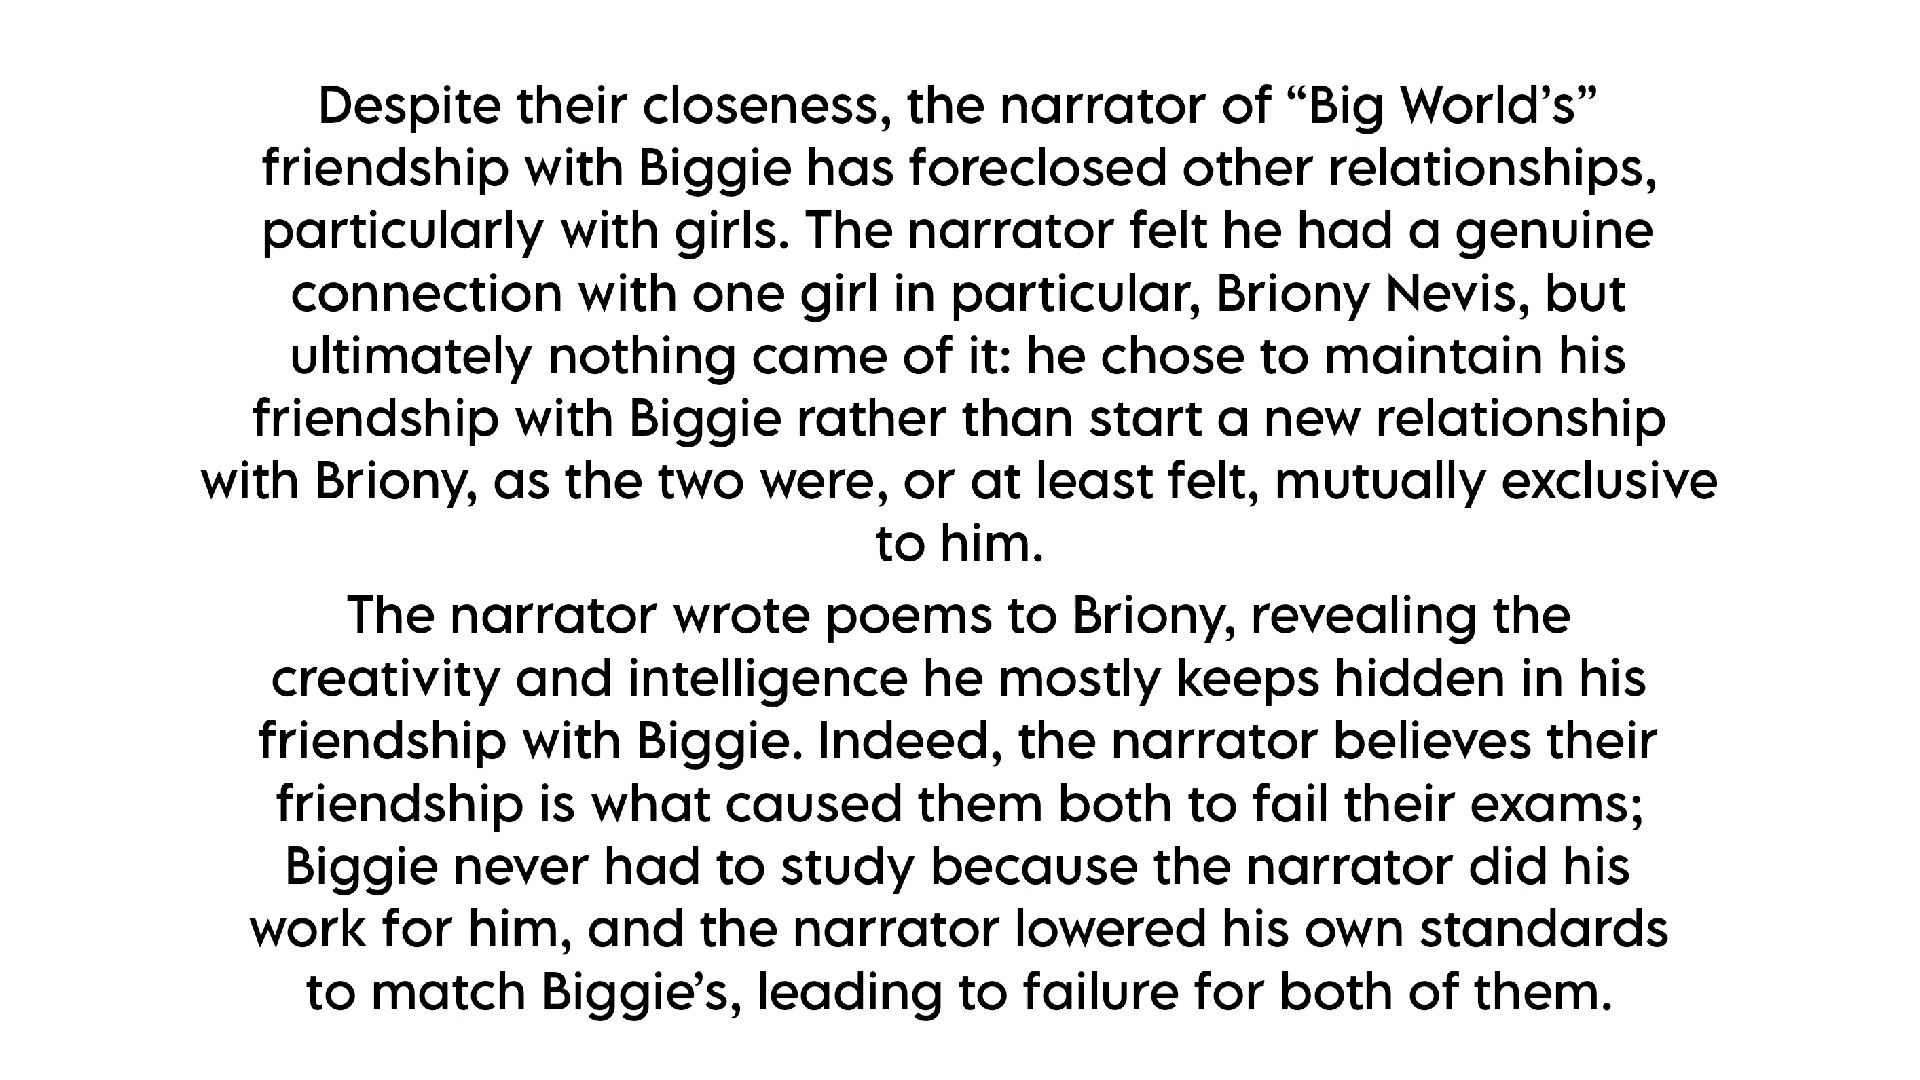 Despite their closeness, the narrator of “Big World’s”
friendship with Biggie has foreclosed other relationships,
particularly with girls. The narrator felt he had a genuine
connection with one girl in particular, Briony Nevis, but
ultimately nothing came of it: he chose to maintain his
friendship with Biggie rather than start a new relationship
with Briony, as the two were, or at least felt, mutually exclusive
to him.
The narrator wrote poems to Briony, revealing the
creativity and intelligence he mostly keeps hidden in his
friendship with Biggie. Indeed, the narrator believes their
friendship is what caused them both to fail their exams;
Biggie never had to study because the narrator did his
work for him, and the narrator lowered his own standards
to match Biggie’s, leading to failure for both of them.